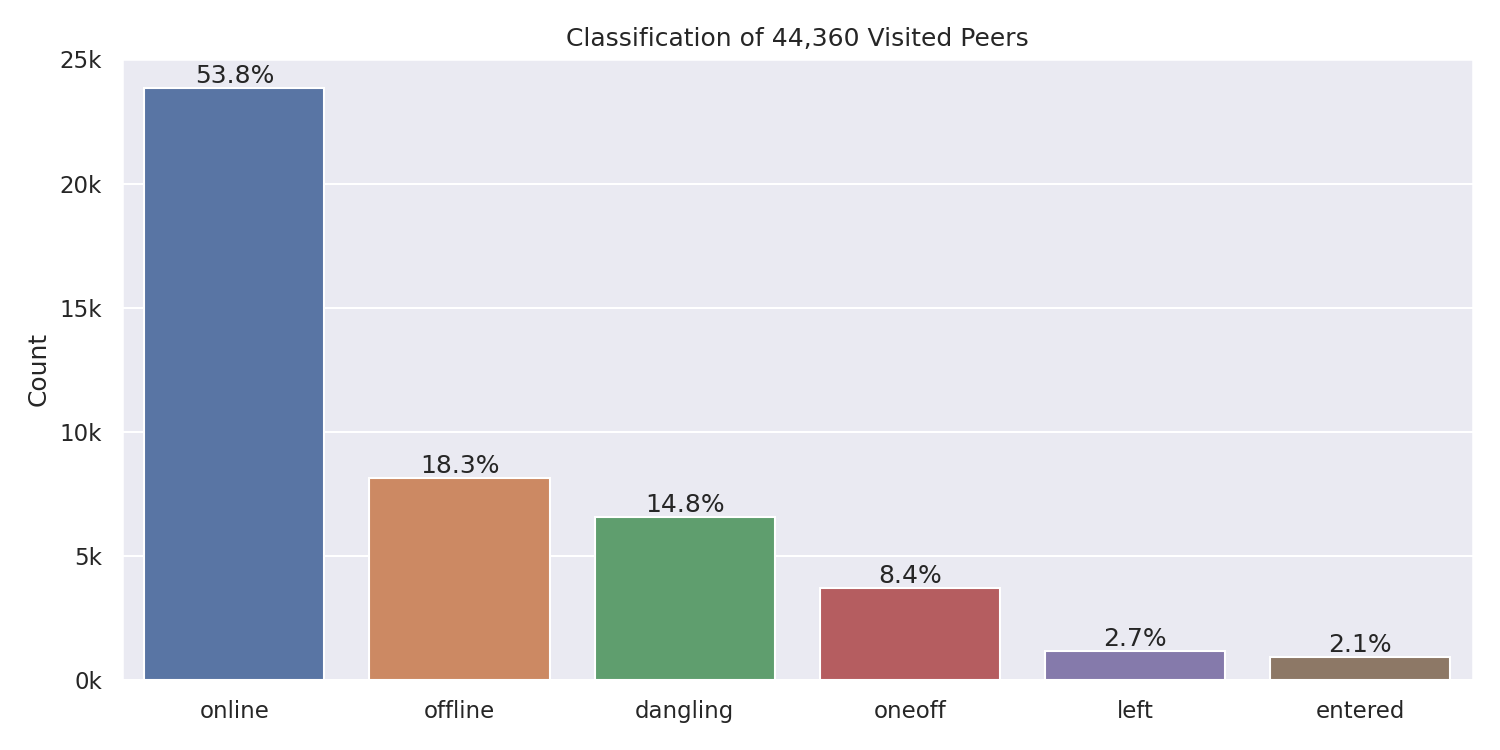 Classification of 44,360 Visited Peers
25k
20k
15k
10k
5k
0k
Count
53.8%
18.3%
14.8%
8.4%
2.7%
2.1%
online
offline
dangling
oneoff
left
entered